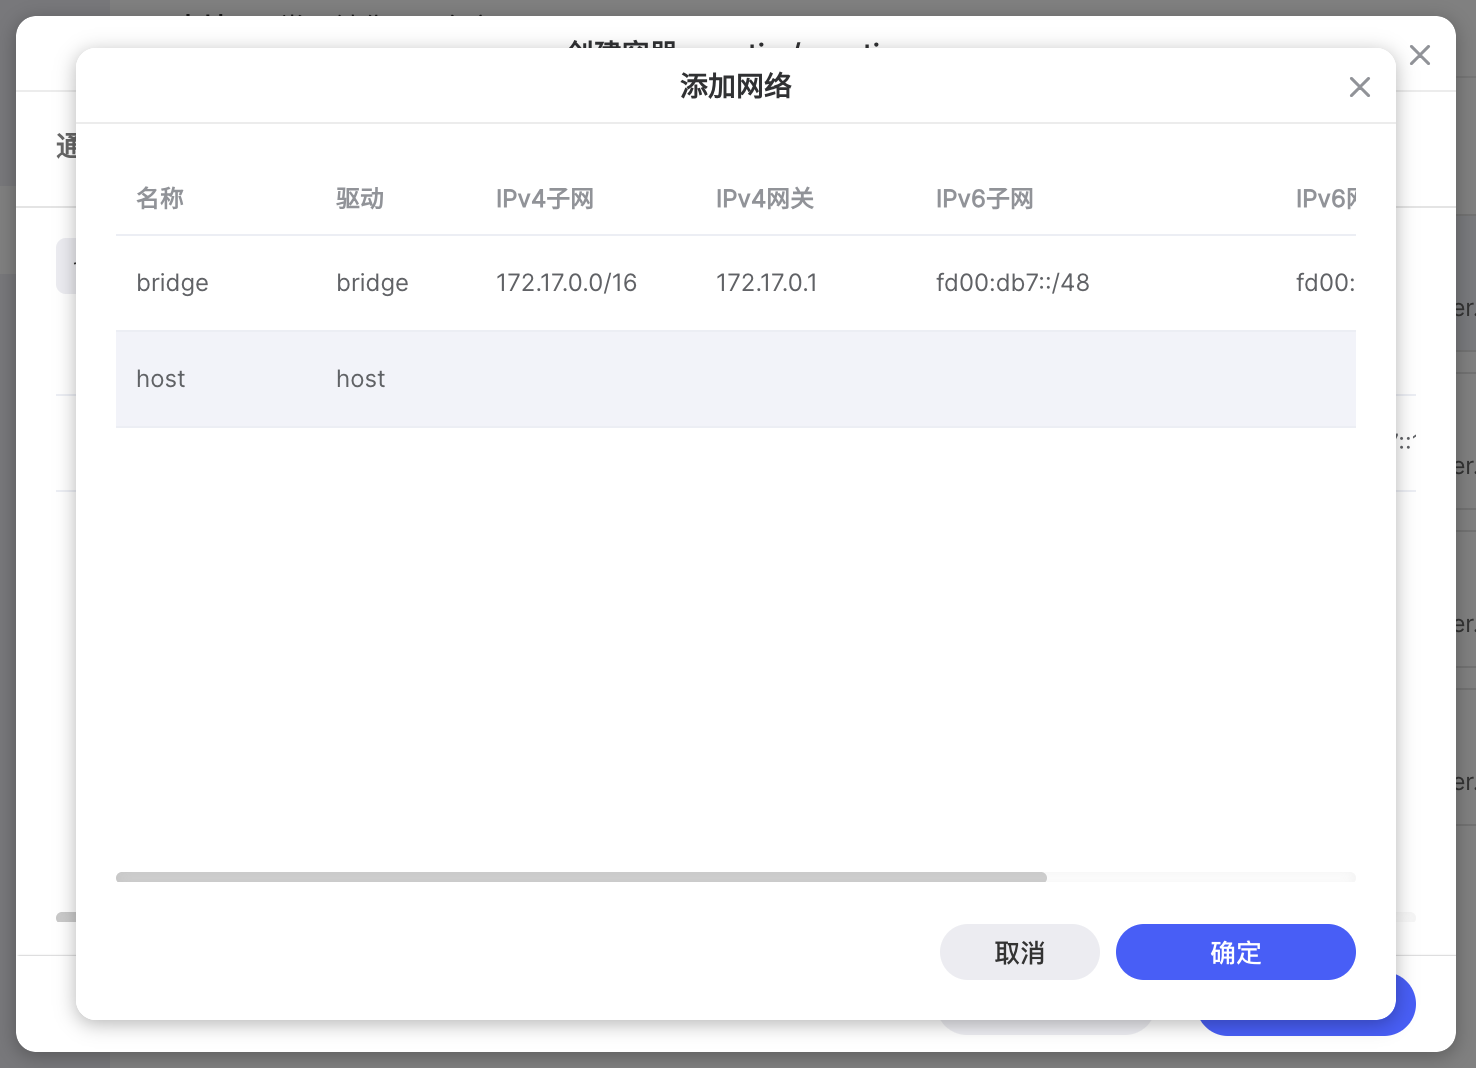 添加网络
名称 驱动 IPv4子网 IPv4网关 IPv6子网 IPv6
bridge bridge 172.17.0.0/16 172.17.0.1 fd00:db7::/48 fd00:
host host
取消 确定